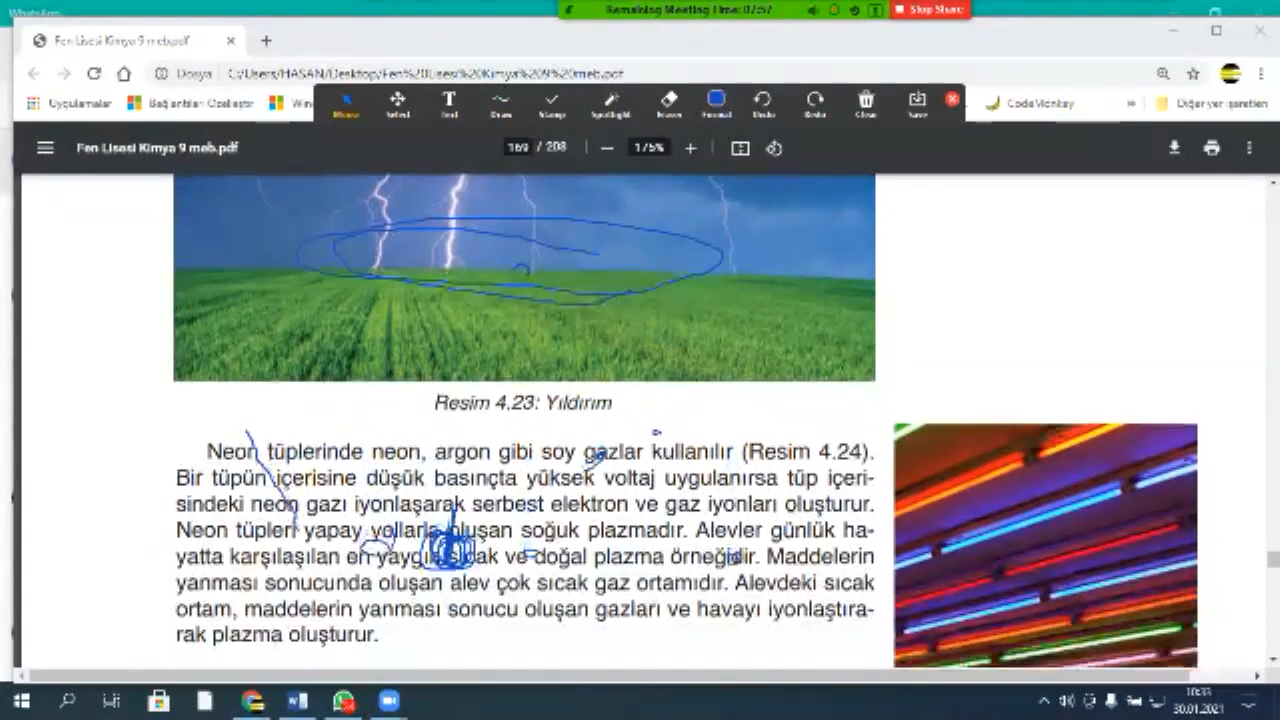 WhatsApp
Remaining Meeting Time: 07:57
Stop Share
Fen Lisesi Kimya 9 meb.pdf
Dosya C:/Users/HASAN/Desktop/Fen%20Lisesi%20Kimya%209%20meb.pdf
Uygulamalar Bağlantıları Özelleştir Win CodeMonkey » Diğer yer işaretleri
Mouse Select Text Draw Stamp Spotlight Eraser Format Undo Redo Clear Save
Fen Lisesi Kimya 9 meb.pdf 169 / 208 175%
Resim 4.23: Yıldırım
Neon tüplerinde neon, argon gibi soy gazlar kullanılır (Resim 4.24).
Bir tüpün içerisine düşük basınçta yüksek voltaj uygulanırsa tüp içeri-
sindeki neon gazı iyonlaşarak serbest elektron ve gaz iyonları oluşturur.
Neon tüpleri yapay yollarla oluşan soğuk plazmadır. Alevler günlük ha-
yatta karşılaşılan en yaygın sıcak ve doğal plazma örneğidir. Maddelerin
yanması sonucunda oluşan alev çok sıcak gaz ortamıdır. Alevdeki sıcak
ortam, maddelerin yanması sonucu oluşan gazları ve havayı iyonlaştıra-
rak plazma oluşturur.
10:33
30.01.2021